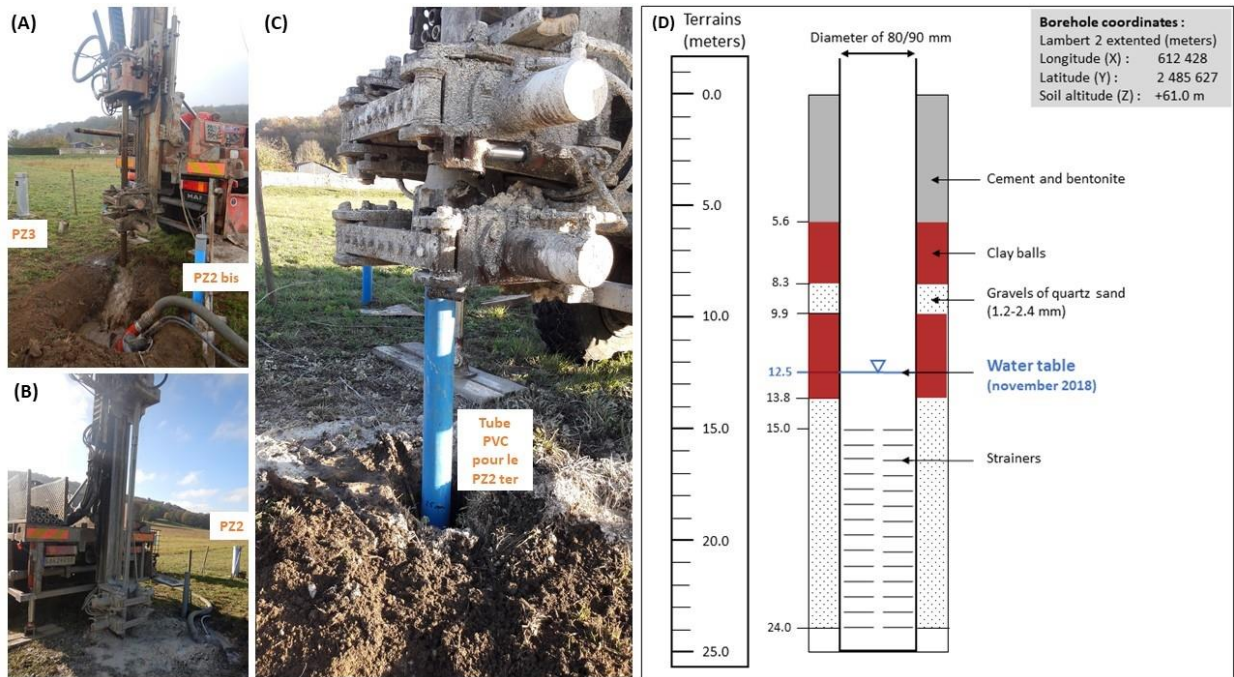 (A)
PZ3
PZ2 bis
(B)
PZ2
(C)
Tube
PVC
pour le
PZ2 ter
(D)
Terrains
(meters)
0.0
5.0
10.0
15.0
20.0
25.0
Diameter of 80/90 mm
5.6
8.3
9.9
12.5
13.8
15.0
24.0
Borehole coordinates :
Lambert 2 extented (meters)
Longitude (X) : 612 428
Latitude (Y) : 2 485 627
Soil altitude (Z) : +61.0 m
Cement and bentonite
Clay balls
Gravels of quartz sand
(1.2-2.4 mm)
Water table
(november 2018)
Strainers